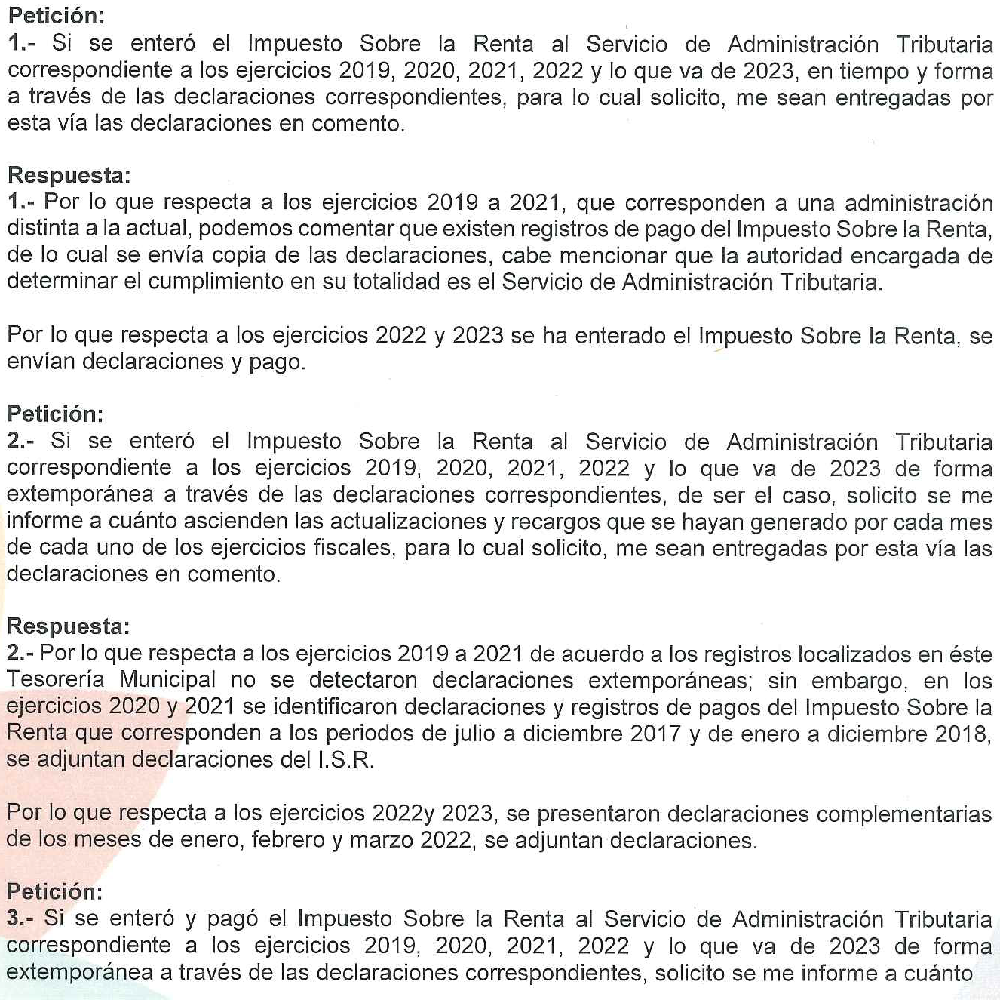 Petición:
1.- Si se enteró el Impuesto Sobre la Renta al Servicio de Administración Tributaria
correspondiente a los ejercicios 2019, 2020, 2021, 2022 y lo que va de 2023, en tiempo y forma
a través de las declaraciones correspondientes, para lo cual solicito, me sean entregadas por
esta vía las declaraciones en comento.
Respuesta:
1.- Por lo que respecta a los ejercicios 2019 a 2021, que corresponden a una administración
distinta a la actual, podemos comentar que existen registros de pago del Impuesto Sobre la Renta,
de lo cual se envía copia de las declaraciones, cabe mencionar que la autoridad encargada de
determinar el cumplimiento en su totalidad es el Servicio de Administración Tributaria.
Por lo que respecta a los ejercicios 2022 y 2023 se ha enterado el Impuesto Sobre la Renta, se
envían declaraciones y pago.
Petición:
2.- Si se enteró el Impuesto Sobre la Renta al Servicio de Administración Tributaria
correspondiente a los ejercicios 2019, 2020, 2021, 2022 y lo que va de 2023 de forma
extemporánea a través de las declaraciones correspondientes, de ser el caso, solicito se me
informe a cuánto ascienden las actualizaciones y recargos que se hayan generado por cada mes
de cada uno de los ejercicios fiscales, para lo cual solicito, me sean entregadas por esta vía las
declaraciones en comento.
Respuesta:
2.- Por lo que respecta a los ejercicios 2019 a 2021 de acuerdo a los registros localizados en éste
Tesorería Municipal no se detectaron declaraciones extemporáneas; sin embargo, en los
ejercicios 2020 y 2021 se identificaron declaraciones y registros de pagos del Impuesto Sobre la
Renta que corresponden a los periodos de julio a diciembre 2017 y de enero a diciembre 2018,
se adjuntan declaraciones del I.S.R.
Por lo que respecta a los ejercicios 2022y 2023, se presentaron declaraciones complementarias
de los meses de enero, febrero y marzo 2022, se adjuntan declaraciones.
Petición:
3.- Si se enteró y pagó el Impuesto Sobre la Renta al Servicio de Administración Tributaria
correspondiente a los ejercicios 2019, 2020, 2021, 2022 y lo que va de 2023 de forma
extemporánea a través de las declaraciones correspondientes, solicito se me informe a cuánto